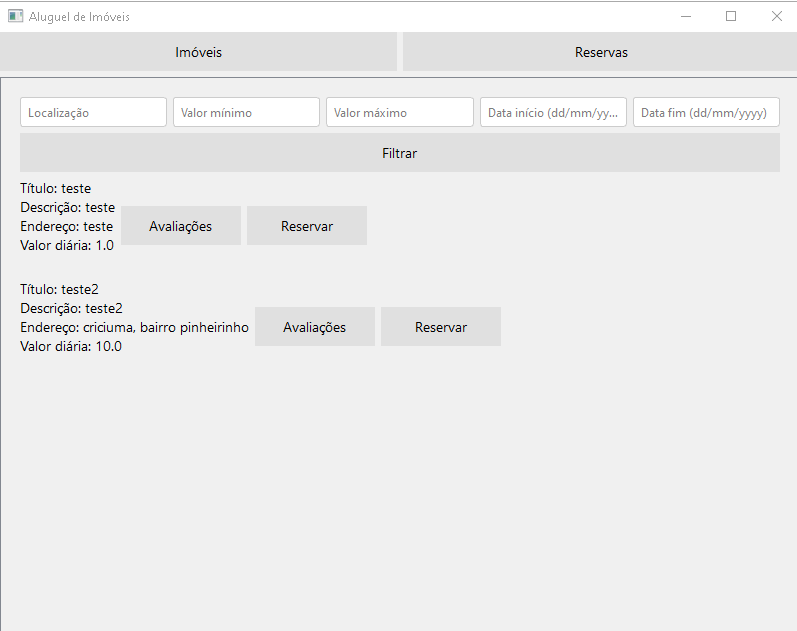 Aluguel de Imóveis
Imóveis
Reservas
Localização
Valor mínimo
Valor máximo
Data início (dd/mm/yy...
Data fim (dd/mm/yyyy)
Filtrar
Título: teste
Descrição: teste
Endereço: teste
Valor diária: 1.0
Avaliações
Reservar
Título: teste2
Descrição: teste2
Endereço: criciuma, bairro pinheirinho
Valor diária: 10.0
Avaliações
Reservar